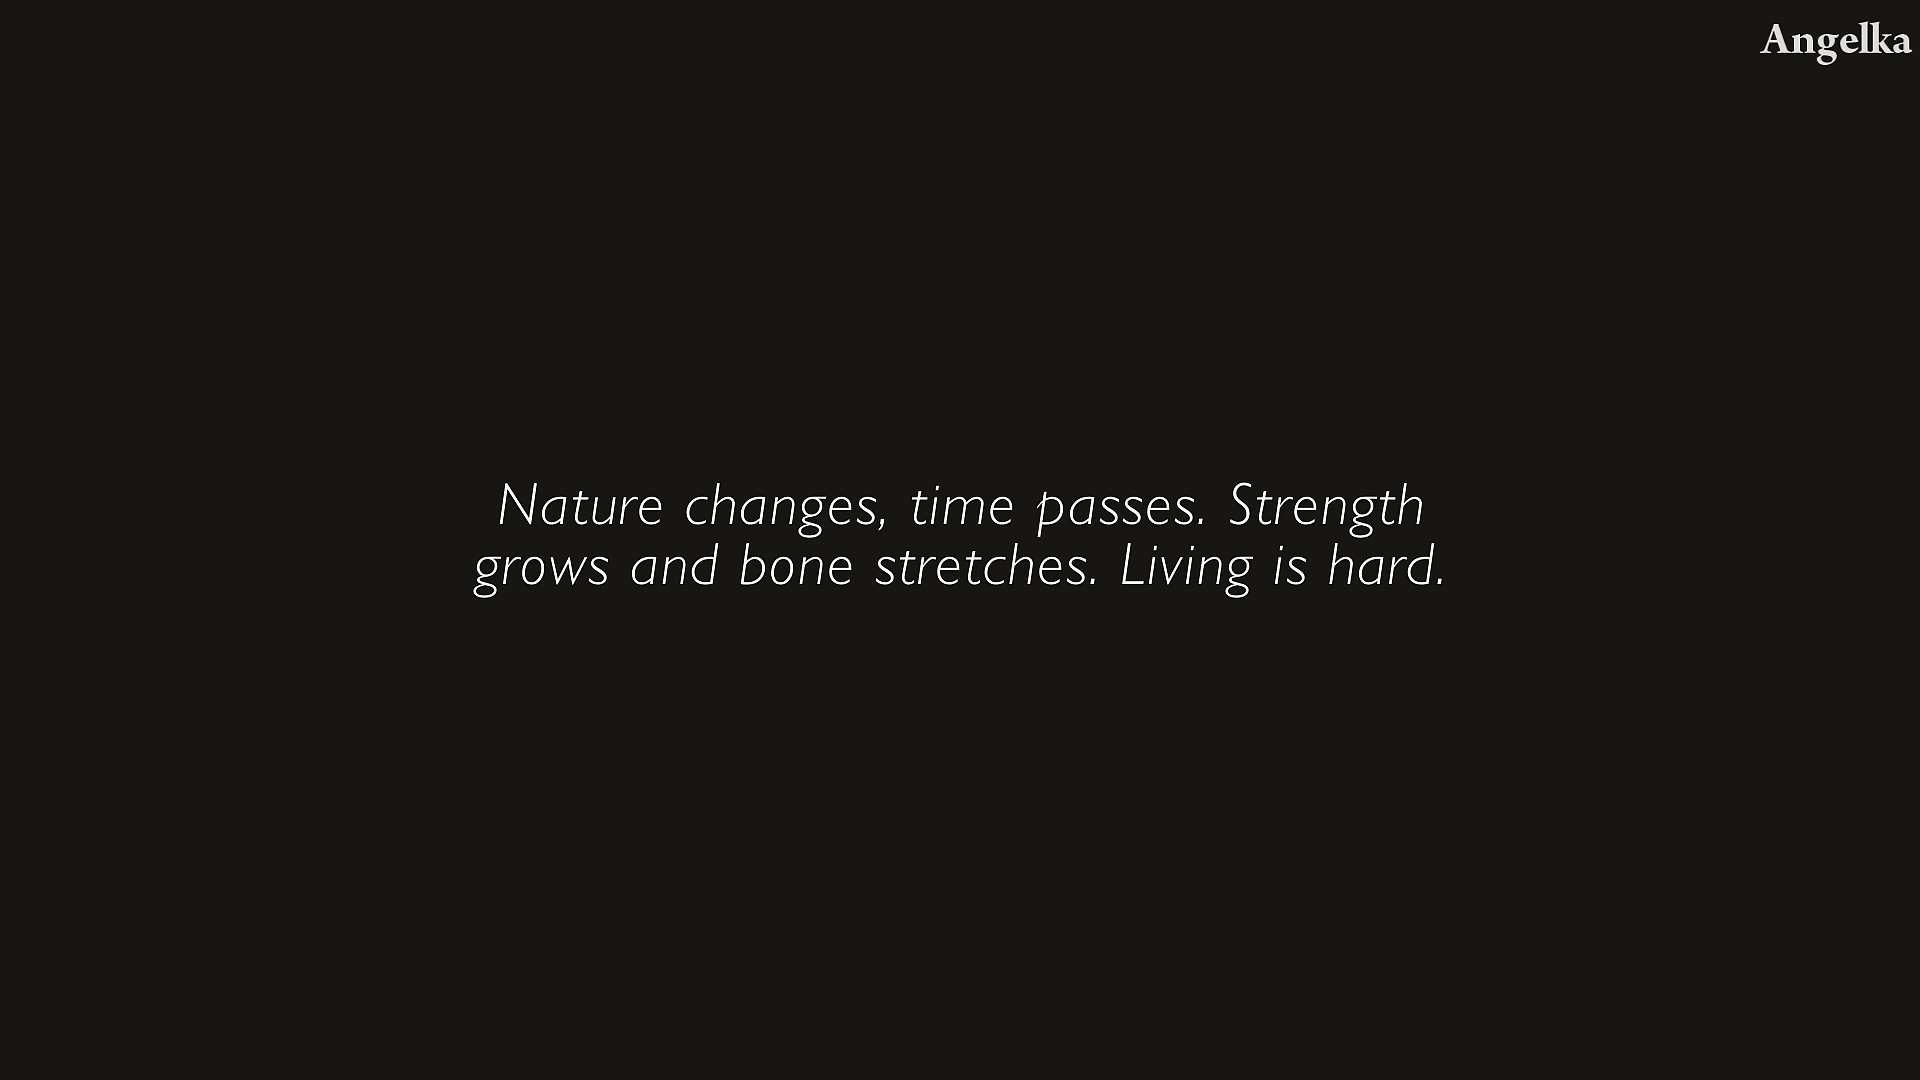 Angelka
Nature changes, time passes. Strength
grows and bone stretches. Living is hard.